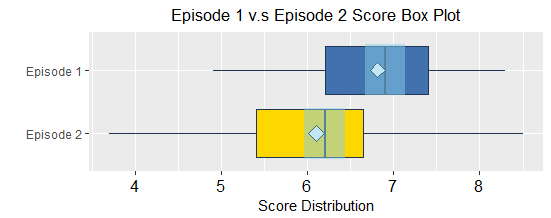 Episode 1 v.s Episode 2 Score Box Plot
Episode 1
Episode 2
4 5 6 7 8
Score Distribution